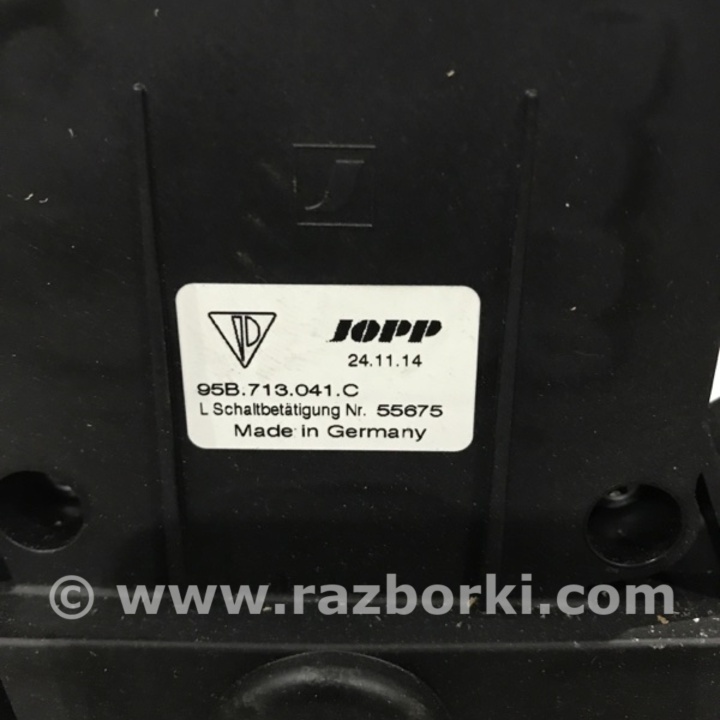 JOPP
24.11.14
95B.713.041.C
L Schaltbetätigung Nr. 55675
Made in Germany
© www.razborki.com